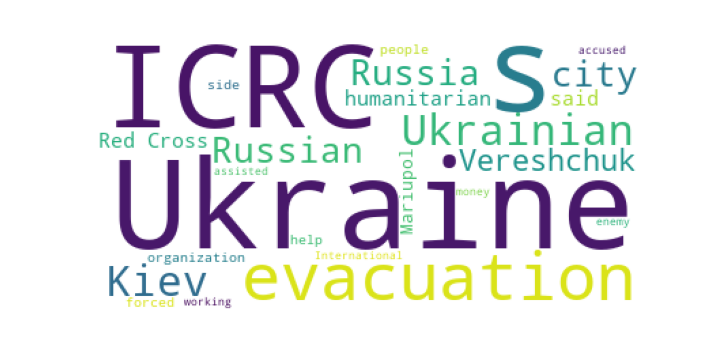 people
accused
ICRC
s
Russia
city
side
humanitarian
said
Ukrainian
Red Cross
Russian
Vereshchuk
Mariupol
assisted
Ukraine
money
enemy
help
organization
International
Kiev
evacuation
forced
working